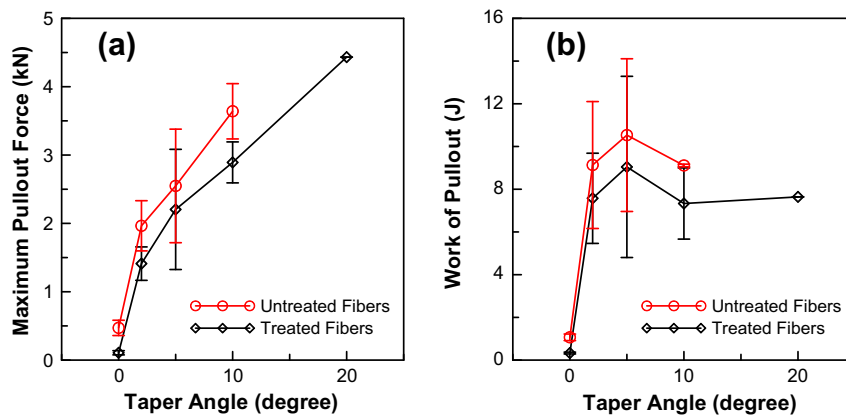 (a)
Maximum Pullout Force (kN)
5
4
3
2
1
0
Untreated Fibers
Treated Fibers
0 10 20
Taper Angle (degree)
(b)
Work of Pullout (J)
16
12
8
4
0
Untreated Fibers
Treated Fibers
0 10 20
Taper Angle (degree)